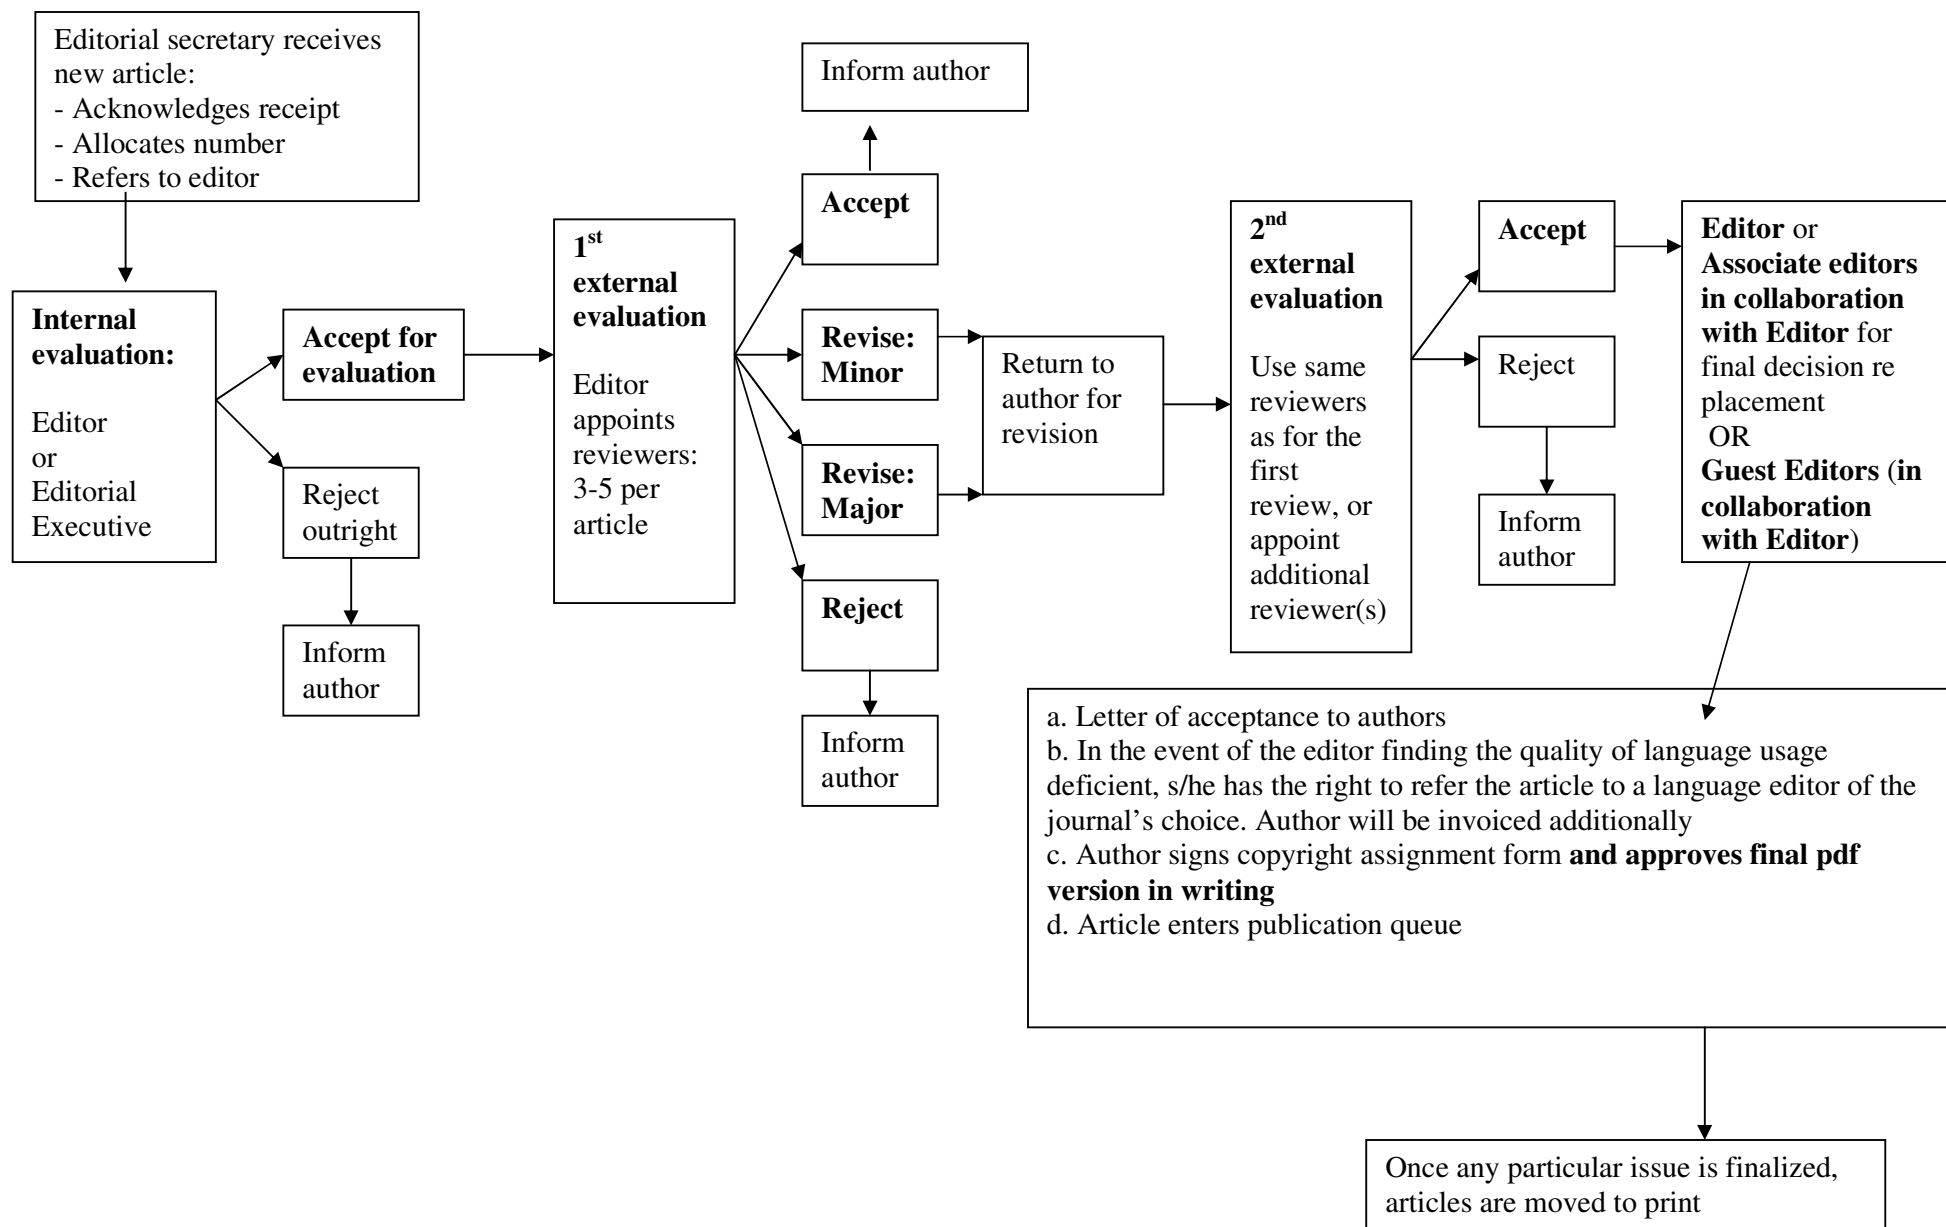 Editorial secretary receives
new article:
- Acknowledges receipt
- Allocates number
- Refers to editor
Internal
evaluation:
Editor
or
Editorial
Executive
Accept for
evaluation
Reject
outright
Inform
author
1st
external
evaluation
Editor
appoints
reviewers:
3-5 per
article
Inform author
Accept
Revise:
Minor
Revise:
Major
Reject
Inform
author
Return to
author for
revision
2nd
external
evaluation
Use same
reviewers
as for the
first
review, or
appoint
additional
reviewer(s)
Accept
Reject
Inform
author
Editor or
Associate editors
in collaboration
with Editor for
final decision re
placement
OR
Guest Editors (in
collaboration
with Editor)
a. Letter of acceptance to authors
b. In the event of the editor finding the quality of language usage
deficient, s/he has the right to refer the article to a language editor of the
journal’s choice. Author will be invoiced additionally
c. Author signs copyright assignment form and approves final pdf
version in writing
d. Article enters publication queue
Once any particular issue is finalized,
articles are moved to print